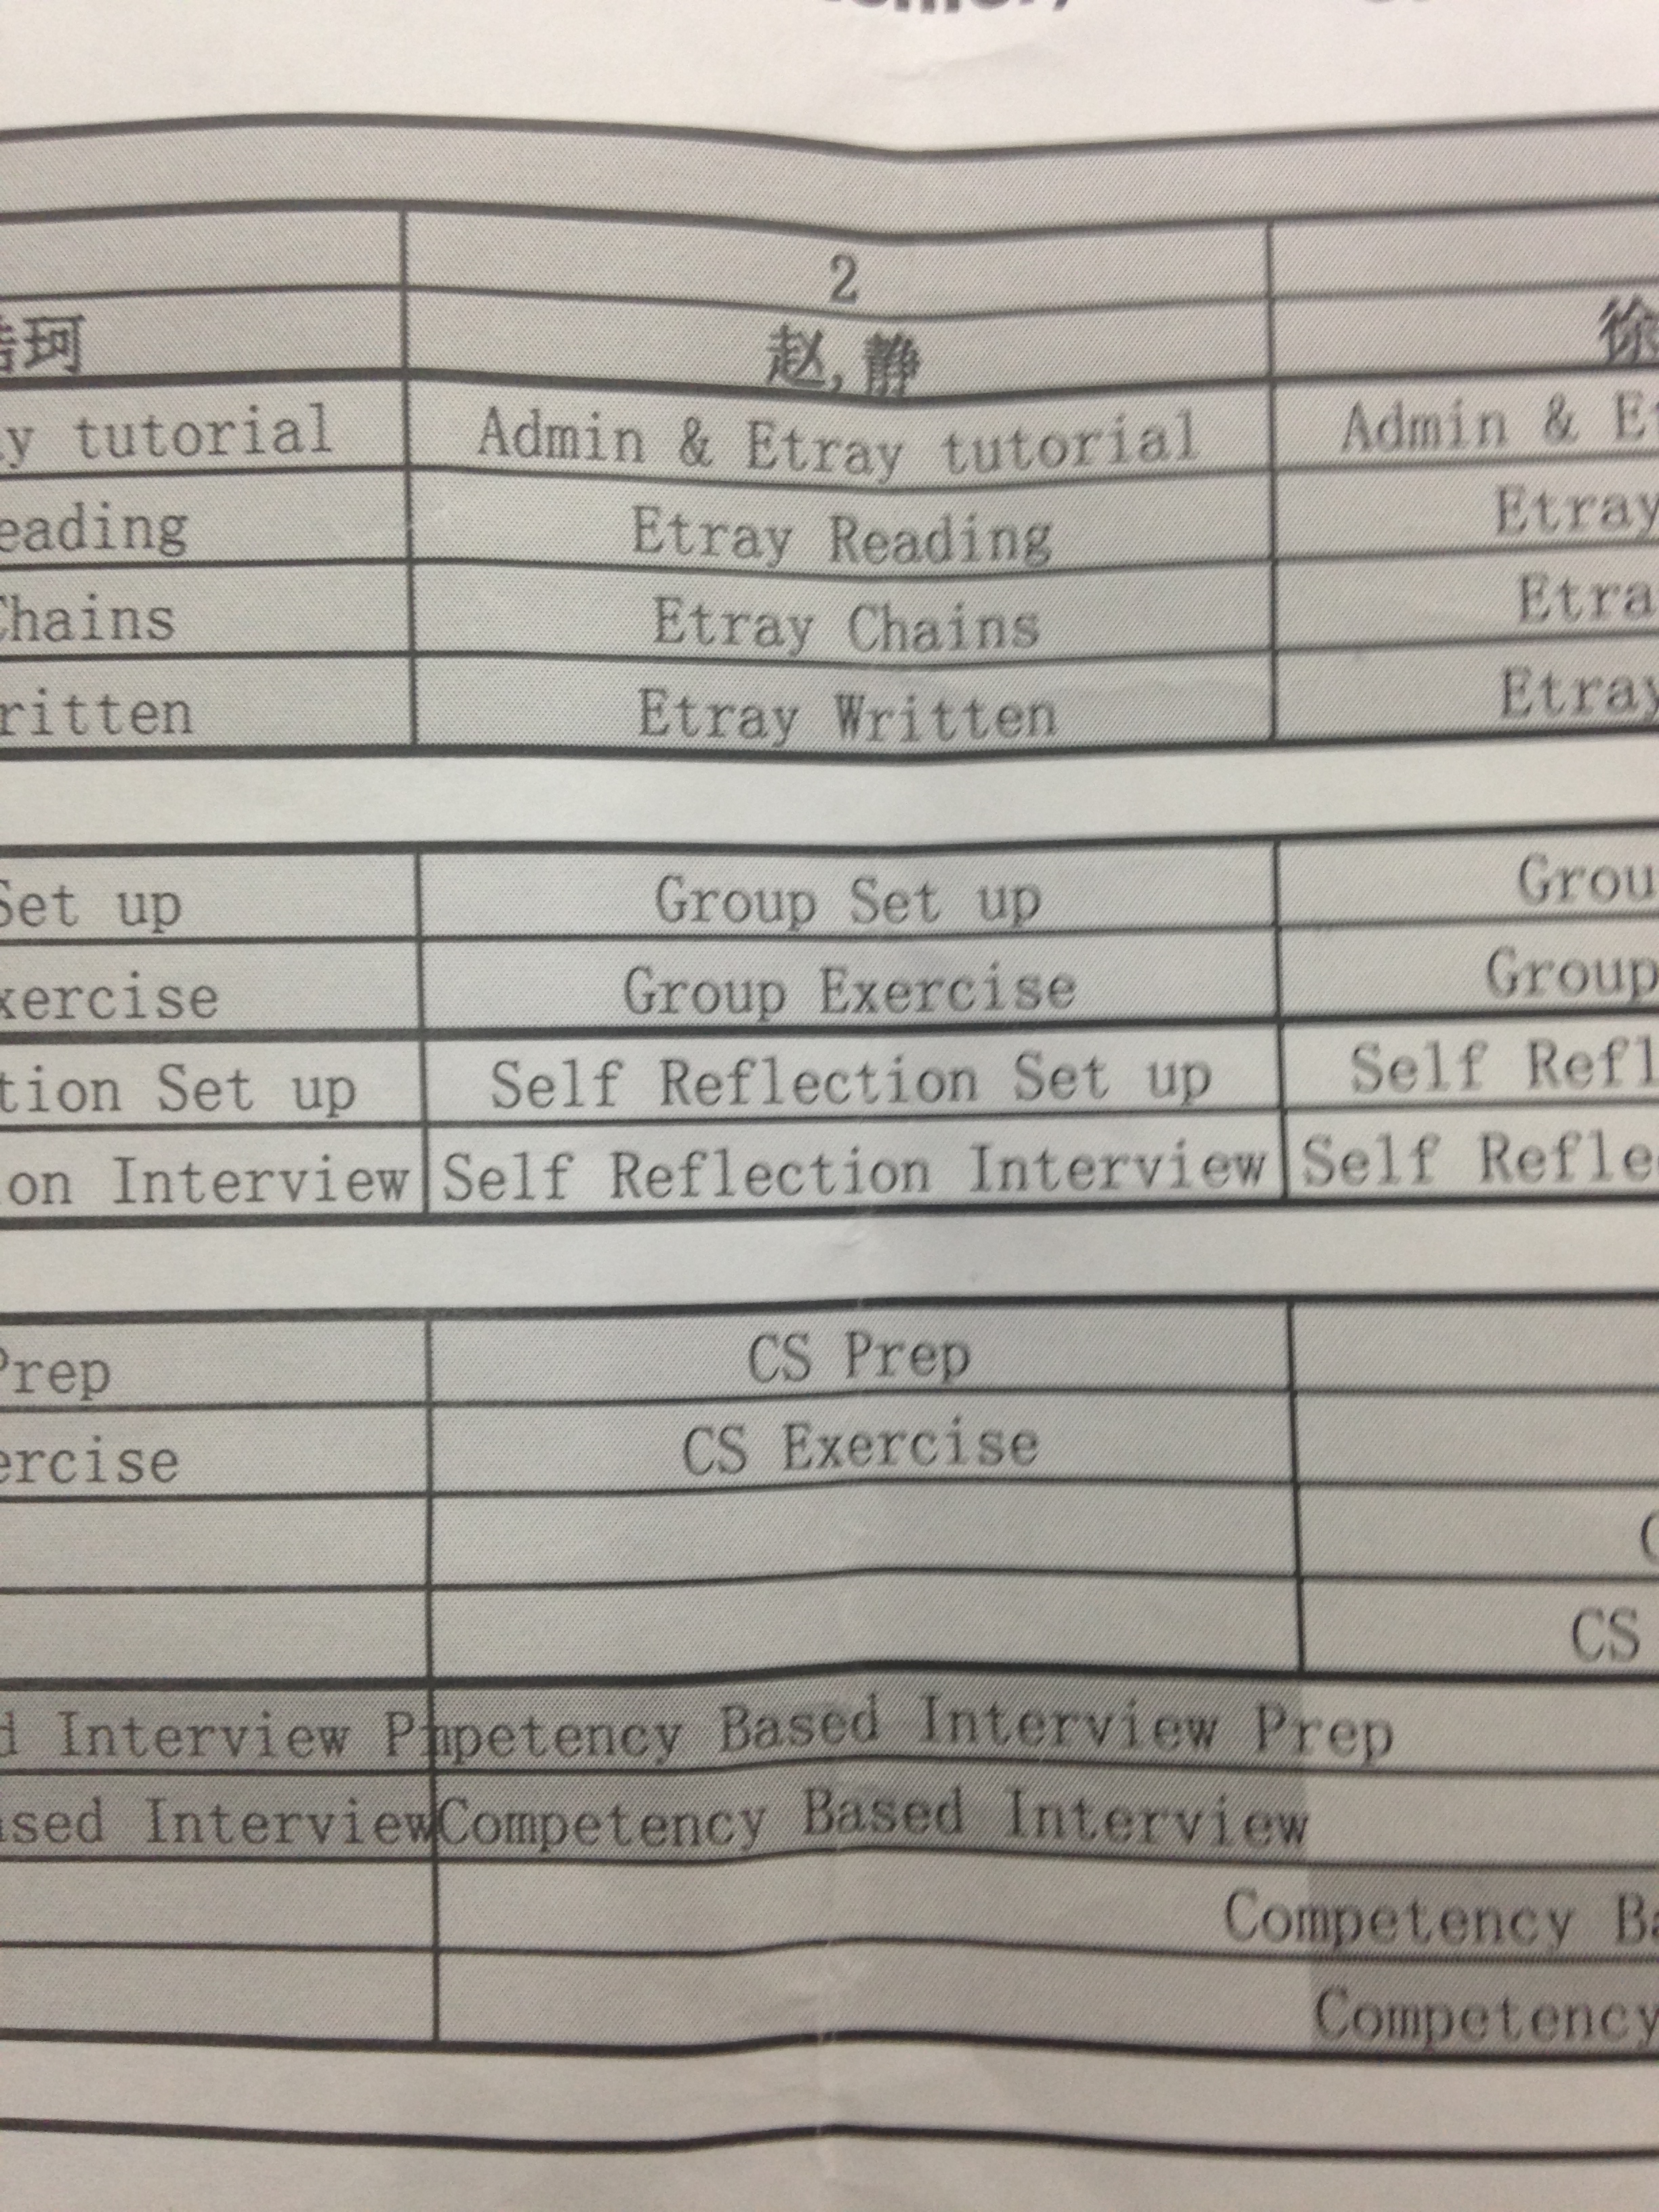 2
珂 赵,静 徐
y tutorial Admin & Etray tutorial Admin & Et
eading Etray Reading Etray
Chains Etray Chains Etra
ritten Etray Written Etray
Set up Group Set up Grou
xercise Group Exercise Group
tion Set up Self Reflection Set up Self Refl
on Interview Self Reflection Interview Self Refle
Prep CS Prep
ercise CS Exercise
C
CS
d Interview P mpetency Based Interview Prep
ased Interview Competency Based Interview
Competency Ba
Competency